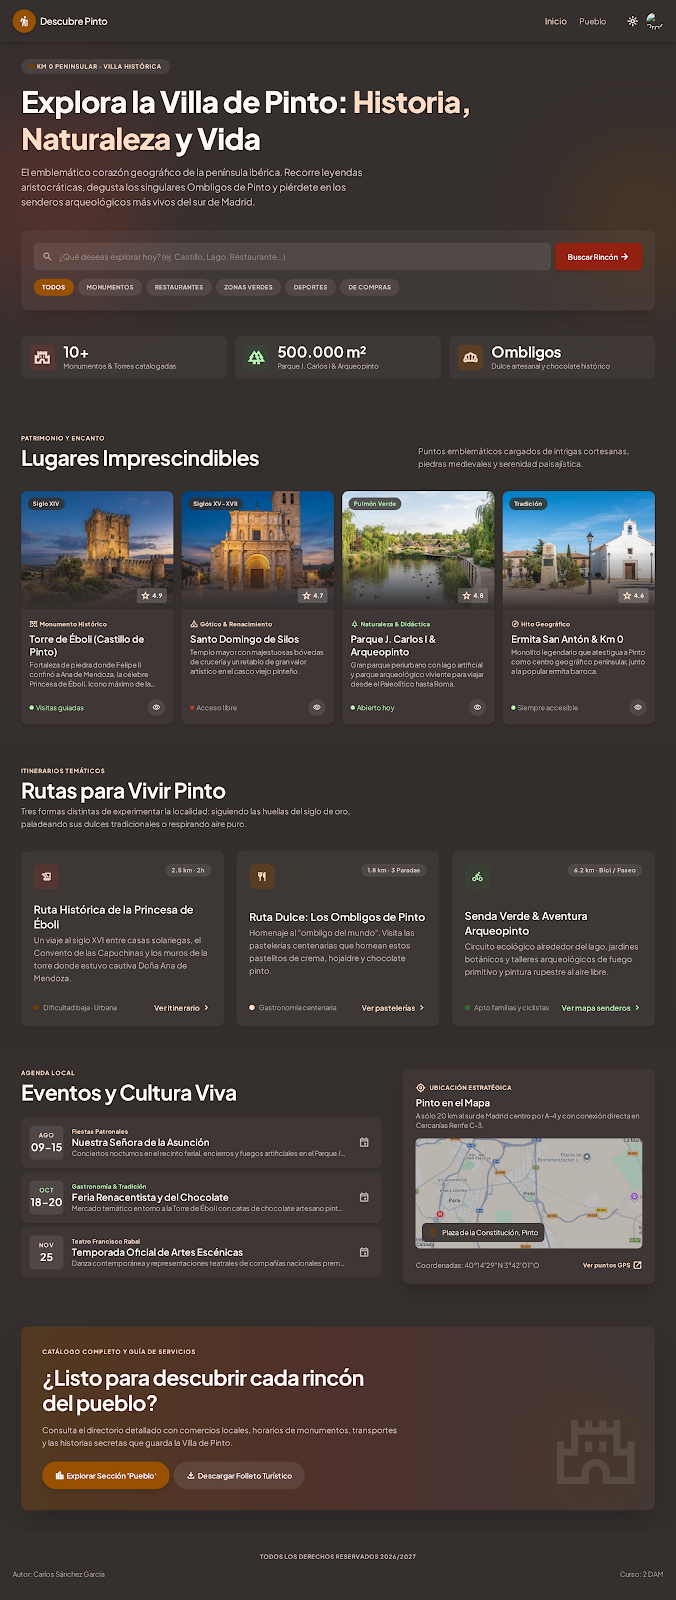 Descubre Pinto
Inicio
Pueblo
KM 0 PENINSULAR · VILLA HISTÓRICA
Explora la Villa de Pinto: Historia,
Naturaleza y Vida
El emblemático corazón geográfico de la península ibérica. Recorre leyendas
aristocráticas, degusta los singulares Ombligos de Pinto y piérdete en los
senderos arqueológicos más vivos del sur de Madrid.
¿Qué deseas explorar hoy? (ej. Castillo, Lago, Restaurante...)
Buscar Rincón →
TODOS
MONUMENTOS
RESTAURANTES
ZONAS VERDES
DEPORTES
DE COMPRAS
10+
Monumentos & Torres catalogadas
500.000 m²
Parque J. Carlos I & Arqueopinto
Ombligos
Dulce artesanal y chocolate histórico
PATRIMONIO Y ENCANTO
Lugares Imprescindibles
Puntos emblemáticos cargados de intrigas cortesanas,
piedras medievales y serenidad paisajística.
Siglo XIV
4.9
Monumento Histórico
Torre de Éboli (Castillo de
Pinto)
Fortaleza de piedra donde Felipe II
confinó a Ana de Mendoza, la célebre
Princesa de Éboli. Icono máximo de la...
Visitas guiadas
Siglos XV-XVII
4.7
Gótico & Renacimiento
Santo Domingo de Silos
Templo mayor con majestuosas bóvedas
de crucería y un retablo de gran valor
artístico en el casco viejo pinteño.
Acceso libre
Pulmón Verde
4.8
Naturaleza & Didáctica
Parque J. Carlos I &
Arqueopinto
Gran parque periurbano con lago artificial
y parque arqueológico viviente para viajar
desde el Paleolítico hasta Roma.
Abierto hoy
Tradición
4.6
Hito Geográfico
Ermita San Antón & Km 0
Monolito legendario que atestigua a Pinto
como centro geográfico peninsular, junto
a la popular ermita barroca.
Siempre accesible
ITINERARIOS TEMÁTICOS
Rutas para Vivir Pinto
Tres formas distintas de experimentar la localidad: siguiendo las huellas del siglo de oro,
paladeando sus dulces tradicionales o respirando aire puro.
2.5 km · 2h
Ruta Histórica de la Princesa de
Éboli
Un viaje al siglo XVI entre casas solariegas, el
Convento de las Capuchinas y los muros de la
torre donde estuvo cautiva Doña Ana de
Mendoza.
Dificultad baja · Urbana
Ver itinerario
1.8 km · 3 Paradas
Ruta Dulce: Los Ombligos de Pinto
Homenaje al "ombligo del mundo". Visita las
pastelerías centenarias que hornean estos
pastelitos de crema, hojaldre y chocolate
pinto.
Gastronomía centenaria
Ver pastelerías
6.2 km · Bici / Paseo
Senda Verde & Aventura
Arqueopinto
Circuito ecológico alrededor del lago, jardines
botánicos y talleres arqueológicos de fuego
primitivo y pintura rupestre al aire libre.
Apto familias y ciclistas
Ver mapa senderos
AGENDA LOCAL
Eventos y Cultura Viva
AGO
09-15
Fiestas Patronales
Nuestra Señora de la Asunción
Conciertos nocturnos en el recinto ferial, encierros y fuegos artificiales en el Parque J...
OCT
18-20
Gastronomía & Tradición
Feria Renacentista y del Chocolate
Mercado temático en torno a la Torre de Éboli con catas de chocolate artesano pint...
NOV
25
Teatro Francisco Rabal
Temporada Oficial de Artes Escénicas
Danza contemporánea y representaciones teatrales de compañías nacionales prem...
UBICACIÓN ESTRATÉGICA
Pinto en el Mapa
A sólo 20 km al sur de Madrid centro por A-4 y con conexión directa en
Cercanías Renfe C-3.
Planta de
Biometanización
Pinto
Parla
Plaza de la Constitución, Pinto
Coordenadas: 40°14'29"N 3°42'01"O
Ver puntos GPS
CATÁLOGO COMPLETO Y GUÍA DE SERVICIOS
¿Listo para descubrir cada rincón
del pueblo?
Consulta el directorio detallado con comercios locales, horarios de monumentos, transportes
y las historias secretas que guarda la Villa de Pinto.
Explorar Sección 'Pueblo'
Descargar Folleto Turístico
TODOS LOS DERECHOS RESERVADOS 2026/2027
Autor: Carlos Sánchez García
Curso: 2 DAM